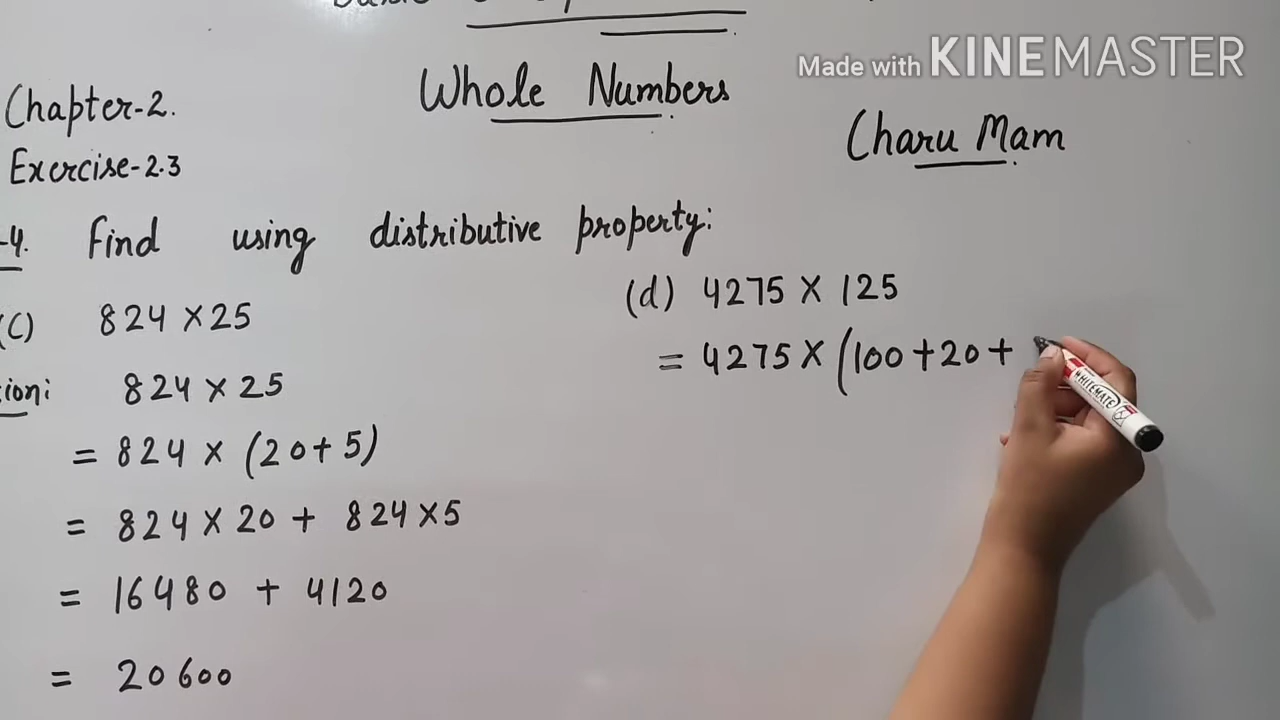 Made with KINEMASTER
Whole Numbers
Chapter-2.
Charu Mam
Exercise-2.3
-4. Find using distributive property:
(C) 824 × 25
824 × 25
= 824 × (20 + 5)
= 824 × 20 + 824 × 5
= 16480 + 4120
= 20600
(d) 4275 × 125
= 4275 × (100 + 20 +
WHITEMATE